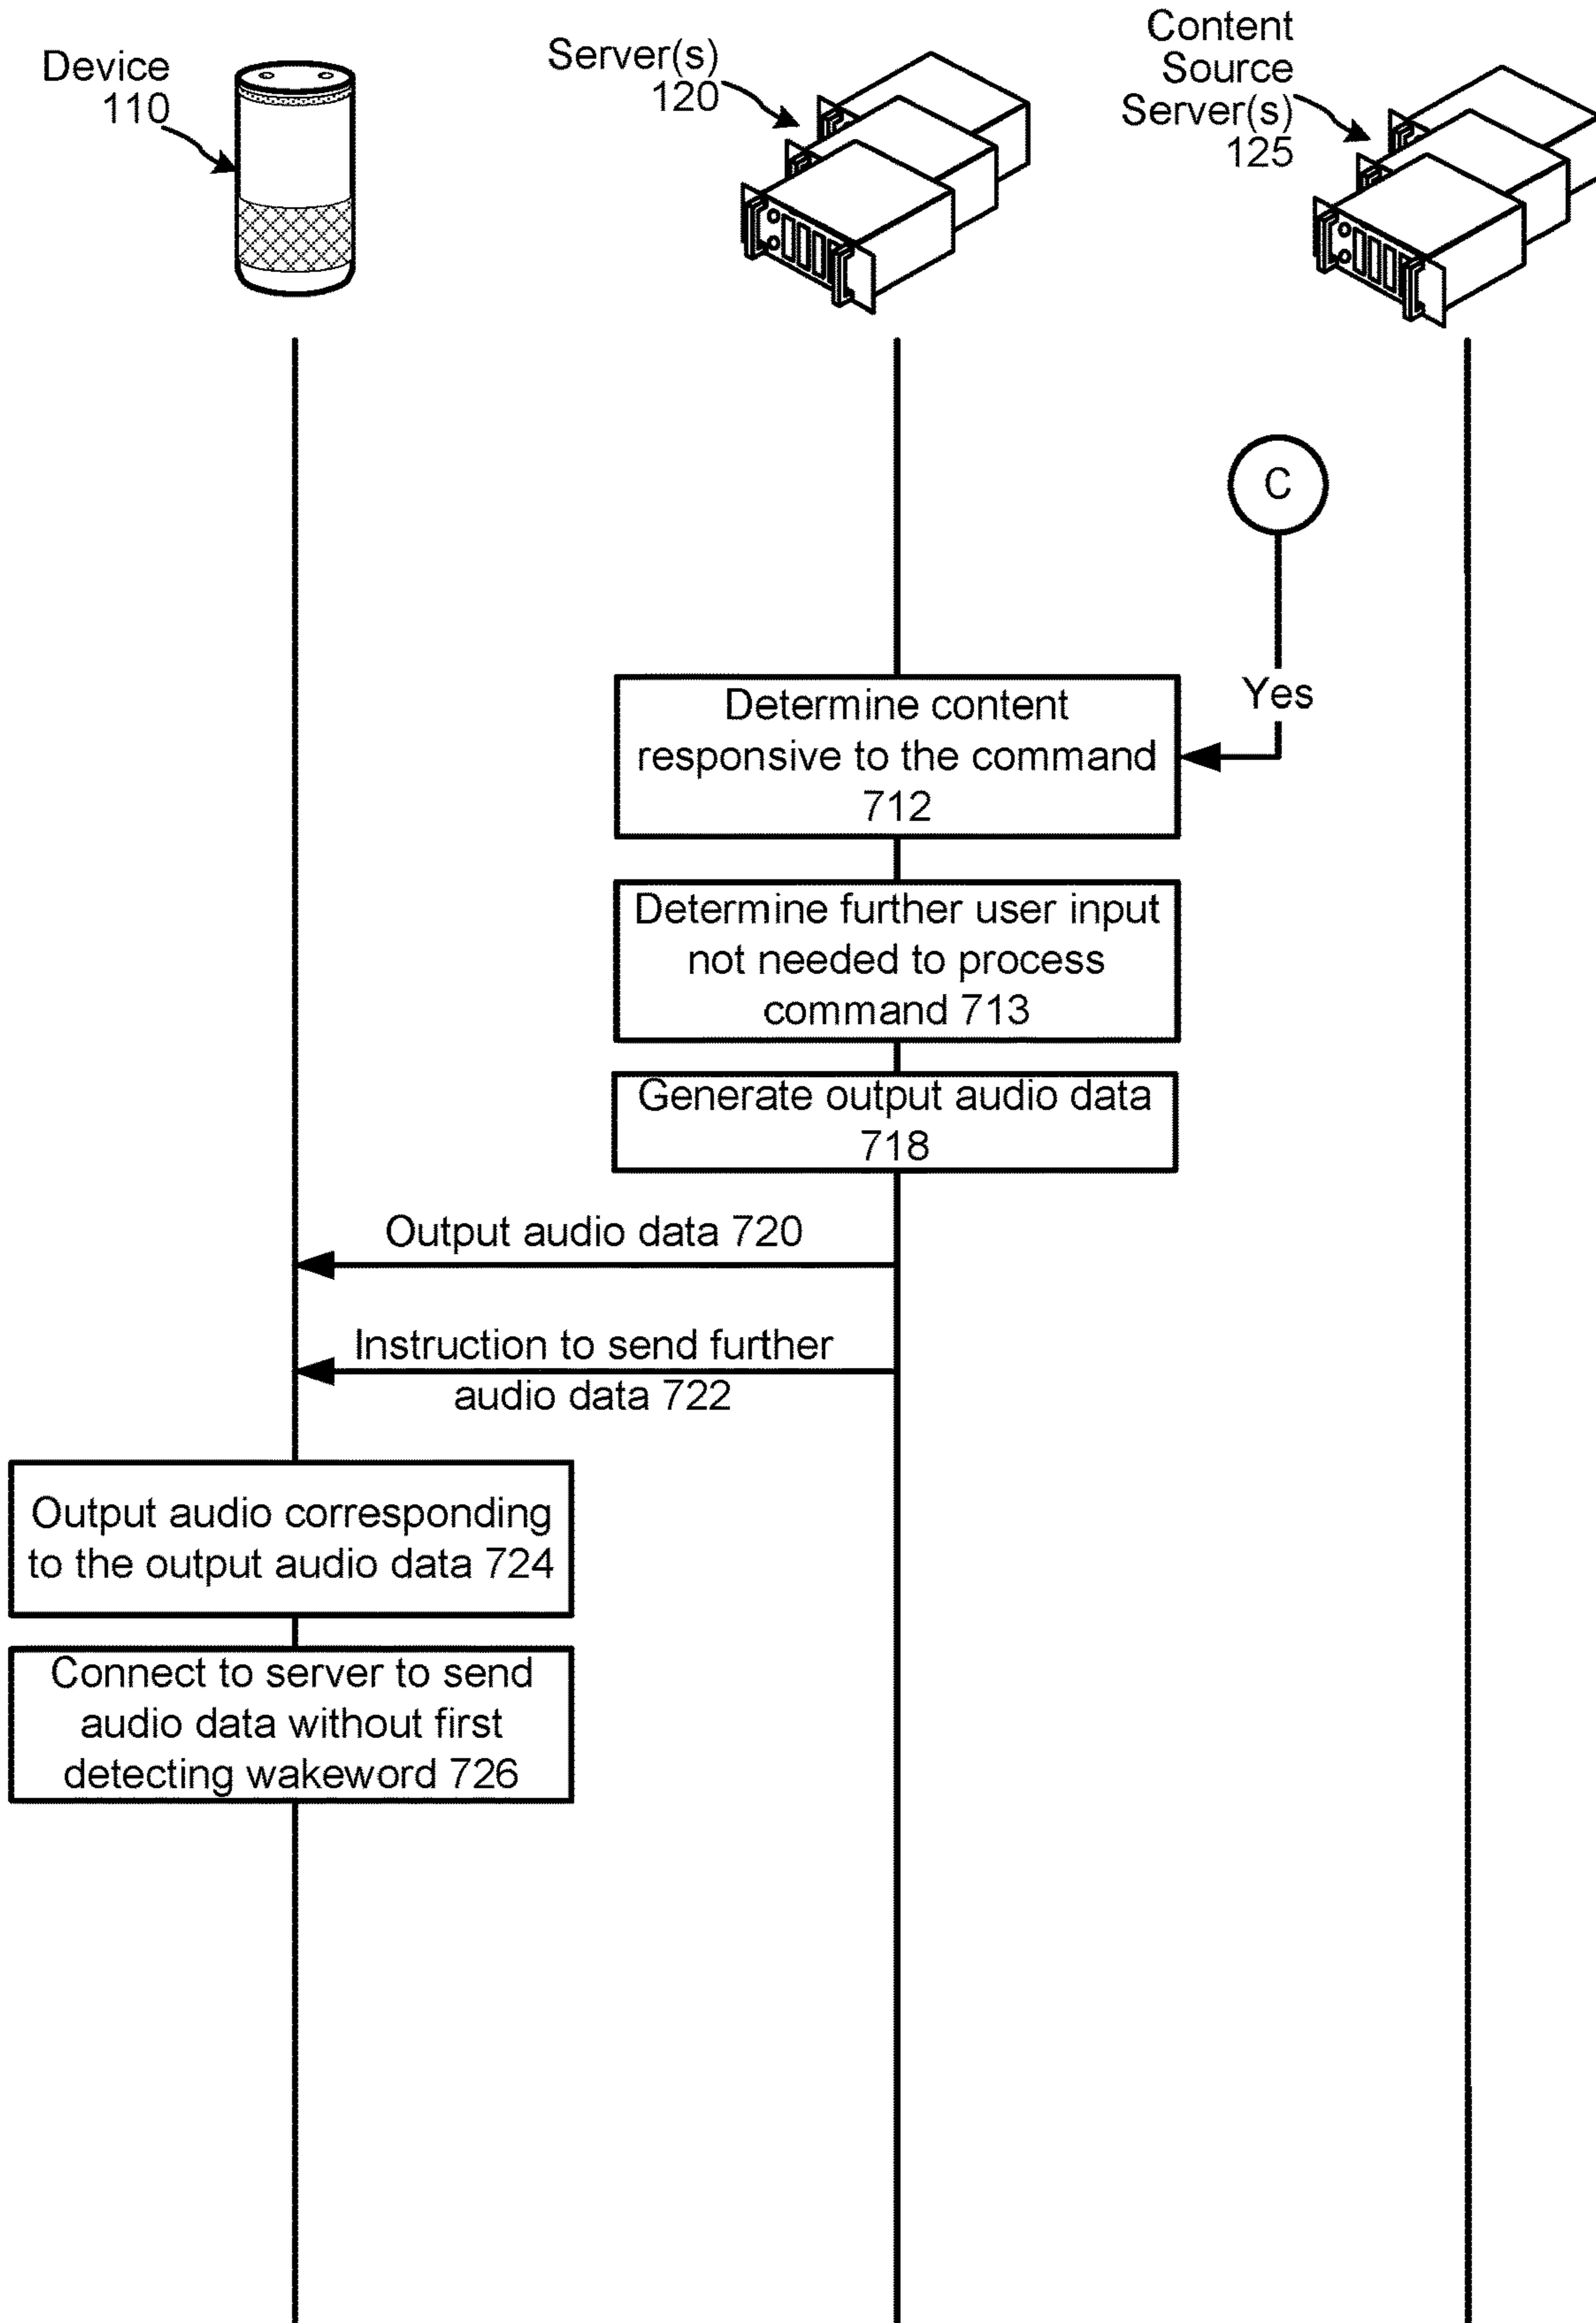 Device
110
Server(s)
120
Content
Source
Server(s)
125
C
Yes
Determine content
responsive to the command
712
Determine further user input
not needed to process
command 713
Generate output audio data
718
Output audio data 720
Instruction to send further
audio data 722
Output audio corresponding
to the output audio data 724
Connect to server to send
audio data without first
detecting wakeword 726